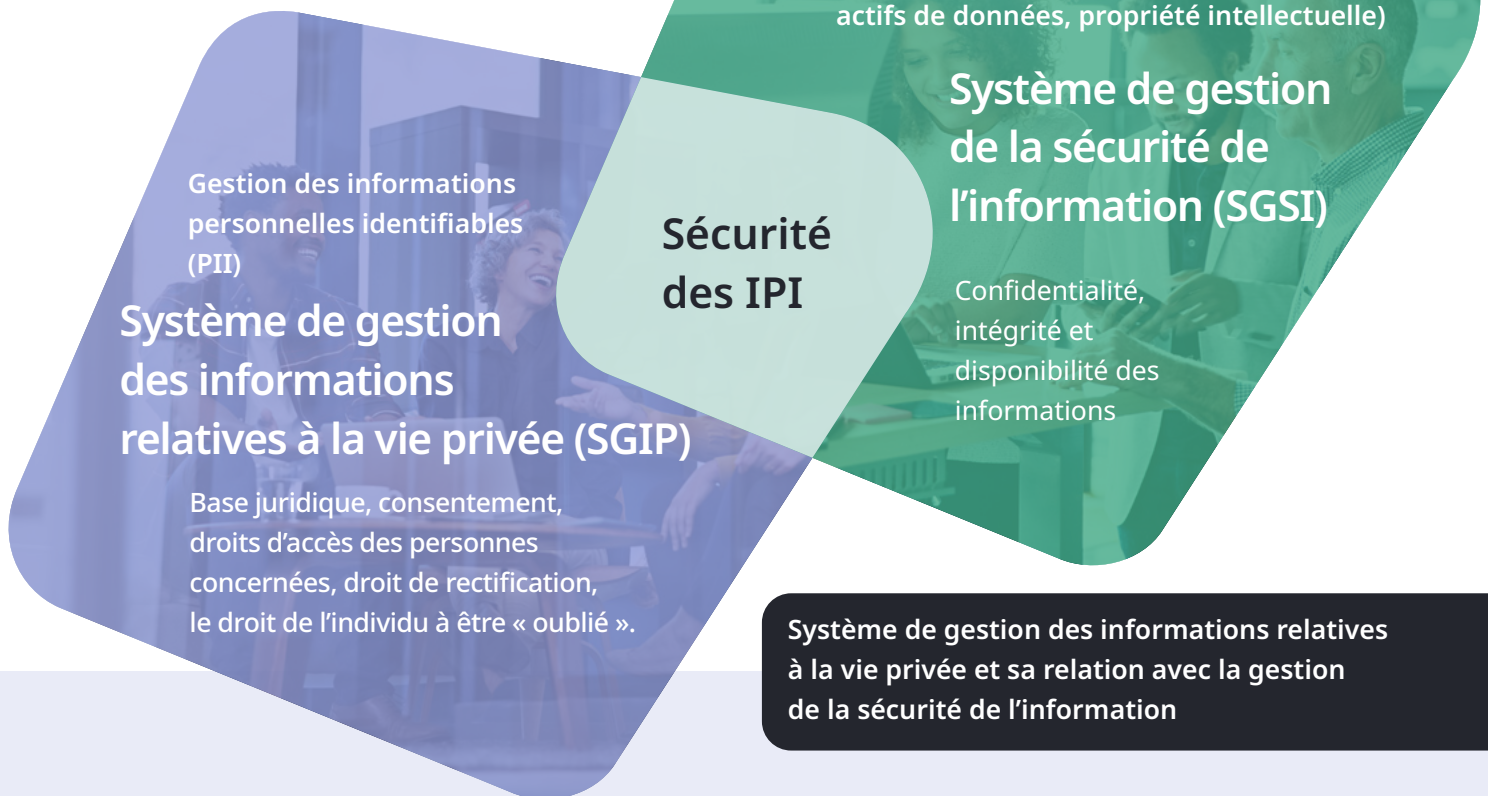 actifs de données, propriété intellectuelle)
Système de gestion
de la sécurité de
l’information (SGSI)
Confidentialité,
intégrité et
disponibilité des
informations
Sécurité
des IPI
Gestion des informations
personnelles identifiables
(PII)
Système de gestion
des informations
relatives à la vie privée (SGIP)
Base juridique, consentement,
droits d’accès des personnes
concernées, droit de rectification,
le droit de l’individu à être « oublié ».
Système de gestion des informations relatives
à la vie privée et sa relation avec la gestion
de la sécurité de l’information